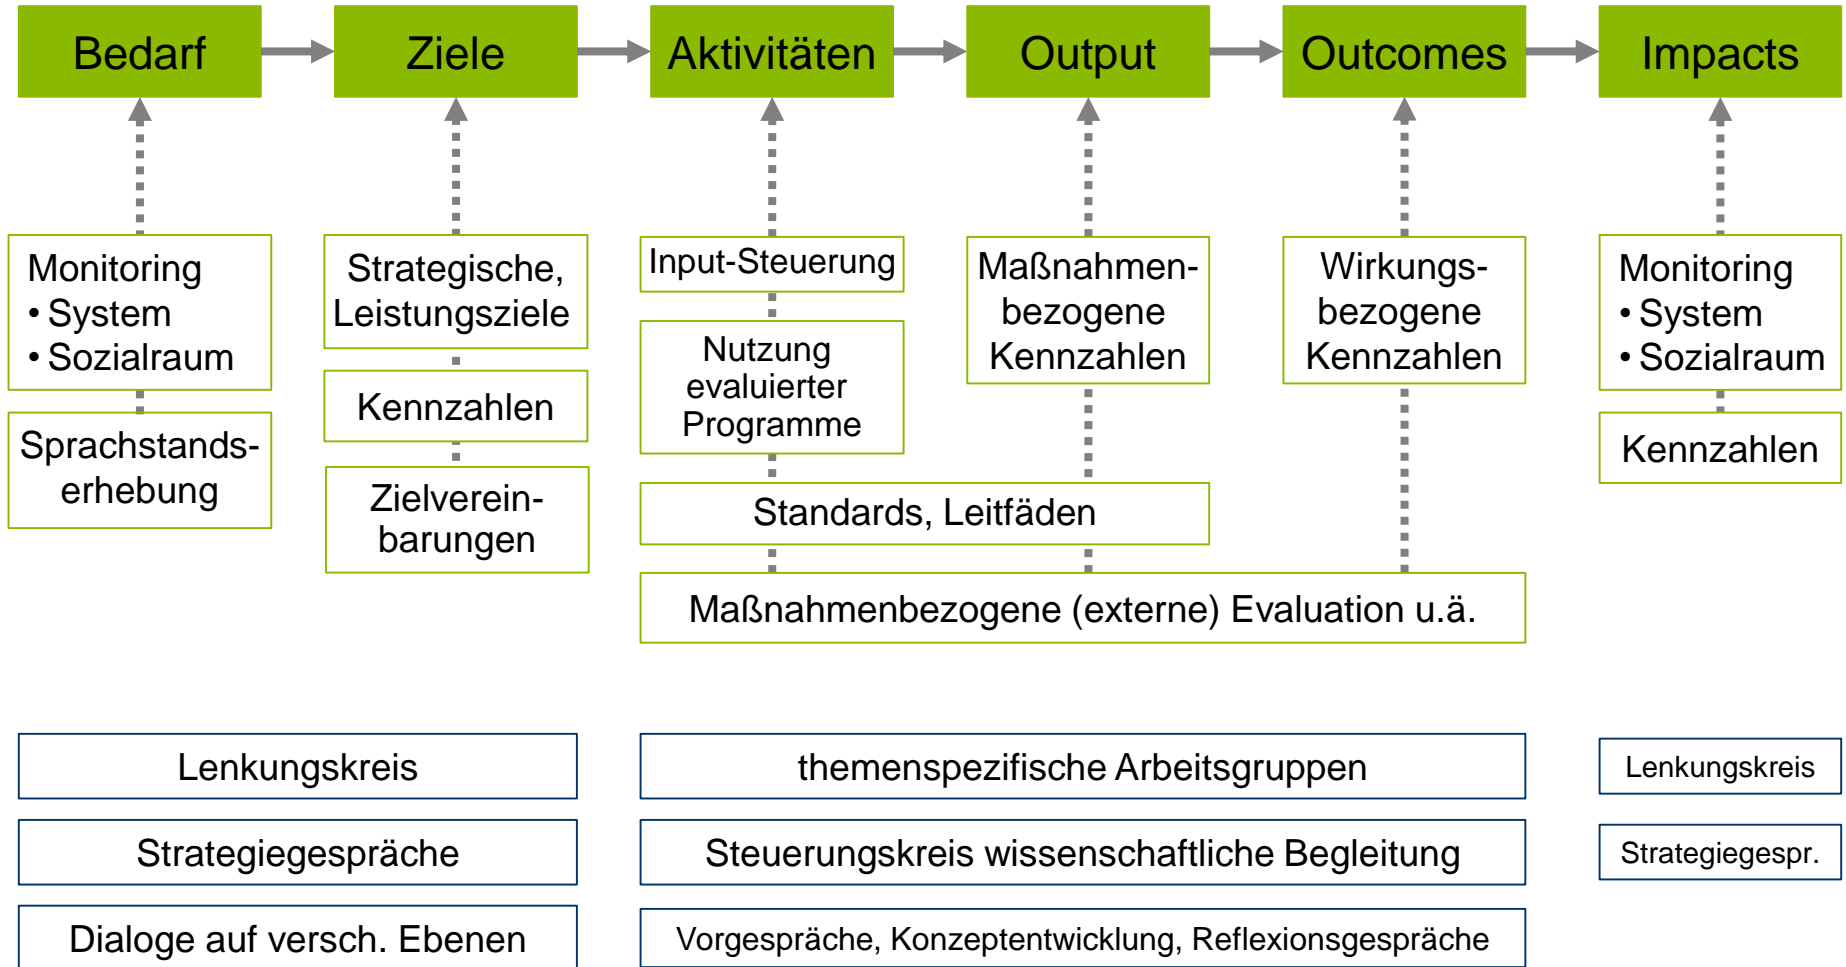 Bedarf
Ziele
Aktivitäten
Output
Outcomes
Impacts
Monitoring
• System
• Sozialraum
Sprachstands-
erhebung
Strategische,
Leistungsziele
Kennzahlen
Zielverein-
barungen
Input-Steuerung
Nutzung
evaluierter
Programme
Maßnahmen-
bezogene
Kennzahlen
Wirkungs-
bezogene
Kennzahlen
Monitoring
• System
• Sozialraum
Kennzahlen
Standards, Leitfäden
Maßnahmenbezogene (externe) Evaluation u.ä.
Lenkungskreis
themenspezifische Arbeitsgruppen
Lenkungskreis
Strategiegespräche
Steuerungskreis wissenschaftliche Begleitung
Strategiegespr.
Dialoge auf versch. Ebenen
Vorgespräche, Konzeptentwicklung, Reflexionsgespräche